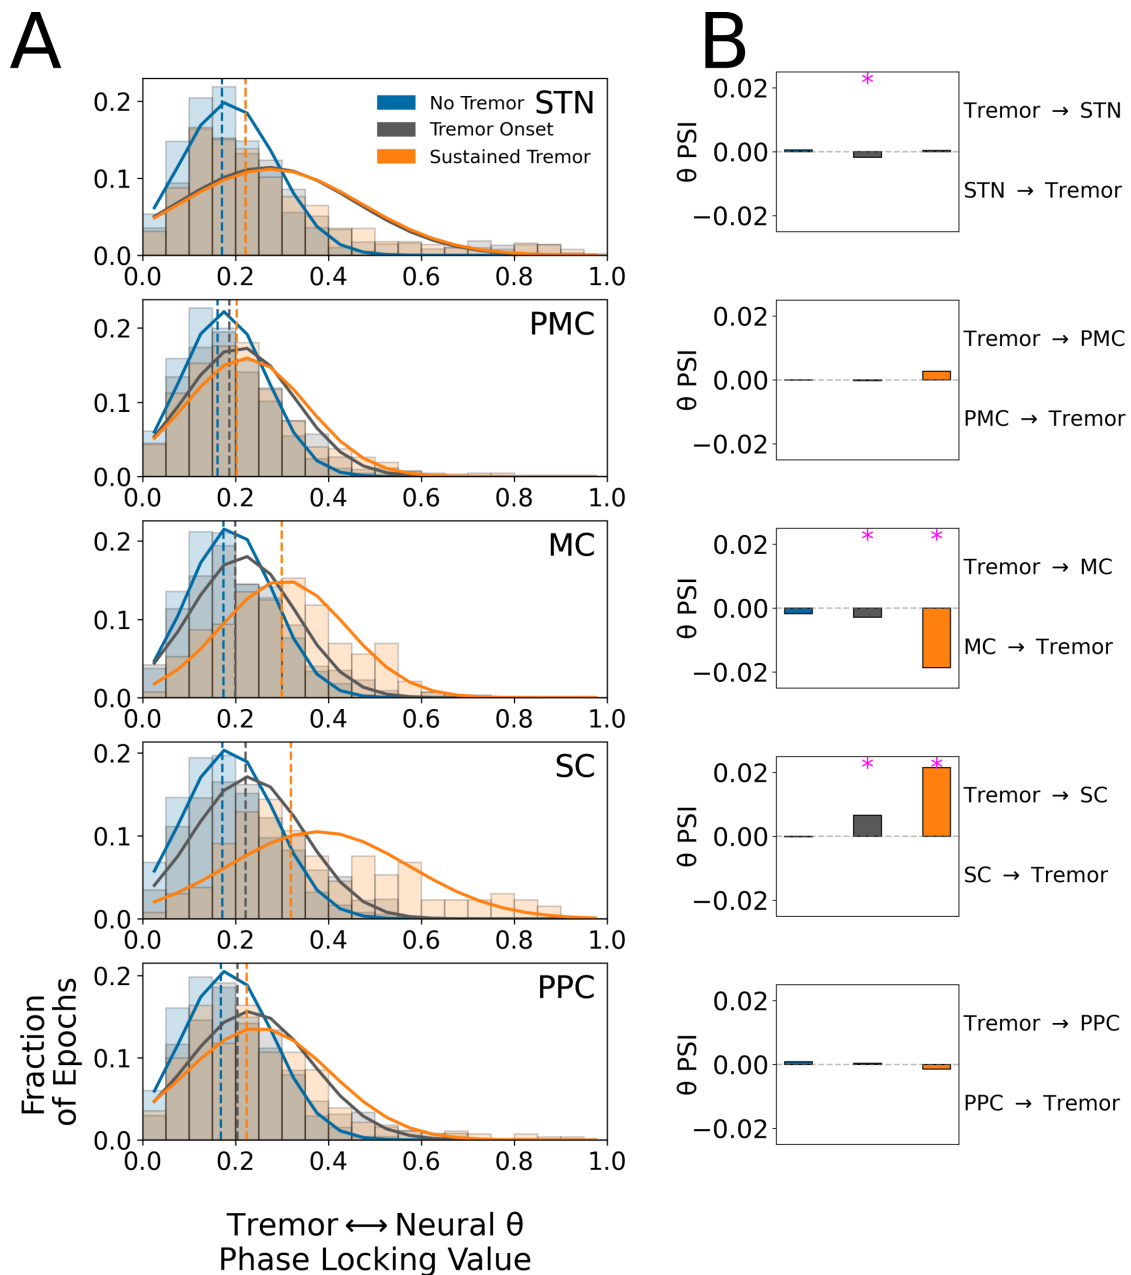 A
B
STN
No Tremor
Tremor Onset
Sustained Tremor
0.2
0.1
0.0
0.0 0.2 0.4 0.6 0.8 1.0
PMC
0.2
0.1
0.0
0.0 0.2 0.4 0.6 0.8 1.0
MC
0.2
0.1
0.0
0.0 0.2 0.4 0.6 0.8 1.0
SC
0.2
0.1
0.0
0.0 0.2 0.4 0.6 0.8 1.0
PPC
0.2
0.1
0.0
0.0 0.2 0.4 0.6 0.8 1.0
Fraction
of Epochs
Tremor ⟷ Neural θ
Phase Locking Value
θ PSI
0.02
0.00
−0.02
*
Tremor → STN
STN → Tremor
θ PSI
0.02
0.00
−0.02
Tremor → PMC
PMC → Tremor
θ PSI
0.02
0.00
−0.02
* *
Tremor → MC
MC → Tremor
θ PSI
0.02
0.00
−0.02
* *
Tremor → SC
SC → Tremor
θ PSI
0.02
0.00
−0.02
Tremor → PPC
PPC → Tremor